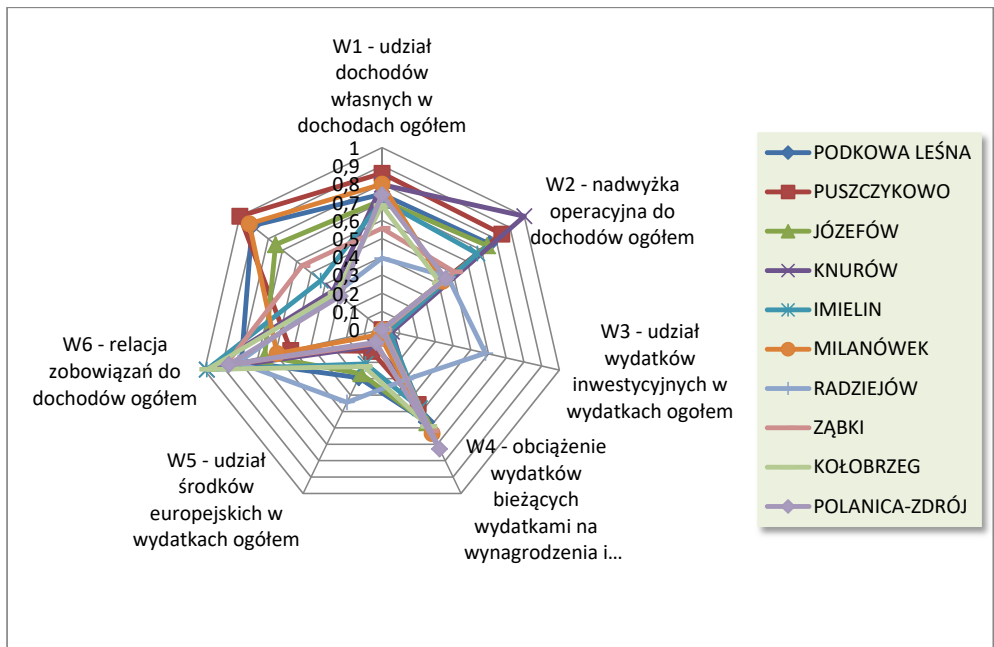 W1 - udział
dochodów
własnych w
dochodach ogółem
W2 - nadwyżka
operacyjna do
dochodów ogółem
W3 - udział
wydatków
inwestycyjnych w
wydatkach ogołem
W4 - obciążenie
wydatków
bieżących
wydatkami na
wynagrodzenia i...
W5 - udział
środków
europejskich w
wydatkach ogółem
W6 - relacja
zobowiązań do
dochodów ogółem
1
0,9
0,8
0,7
0,6
0,5
0,4
0,3
0,2
0,1
0
PODKOWA LEŚNA
PUSZCZYKOWO
JÓZEFÓW
KNURÓW
IMIELIN
MILANÓWEK
RADZIEJÓW
ZĄBKI
KOŁOBRZEG
POLANICA-ZDRÓJ